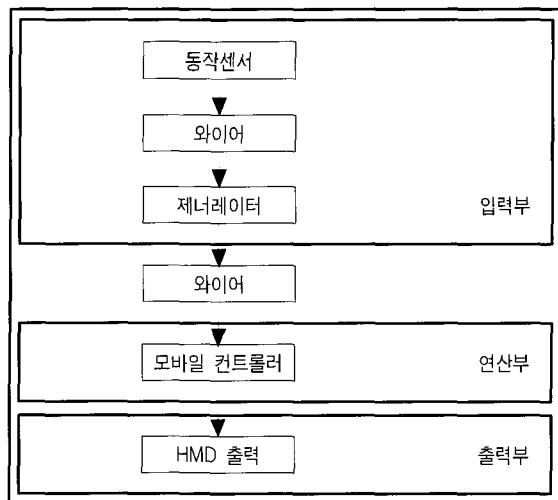 동작센서
와이어
제너레이터
입력부
와이어
모바일 컨트롤러
연산부
HMD 출력
출력부